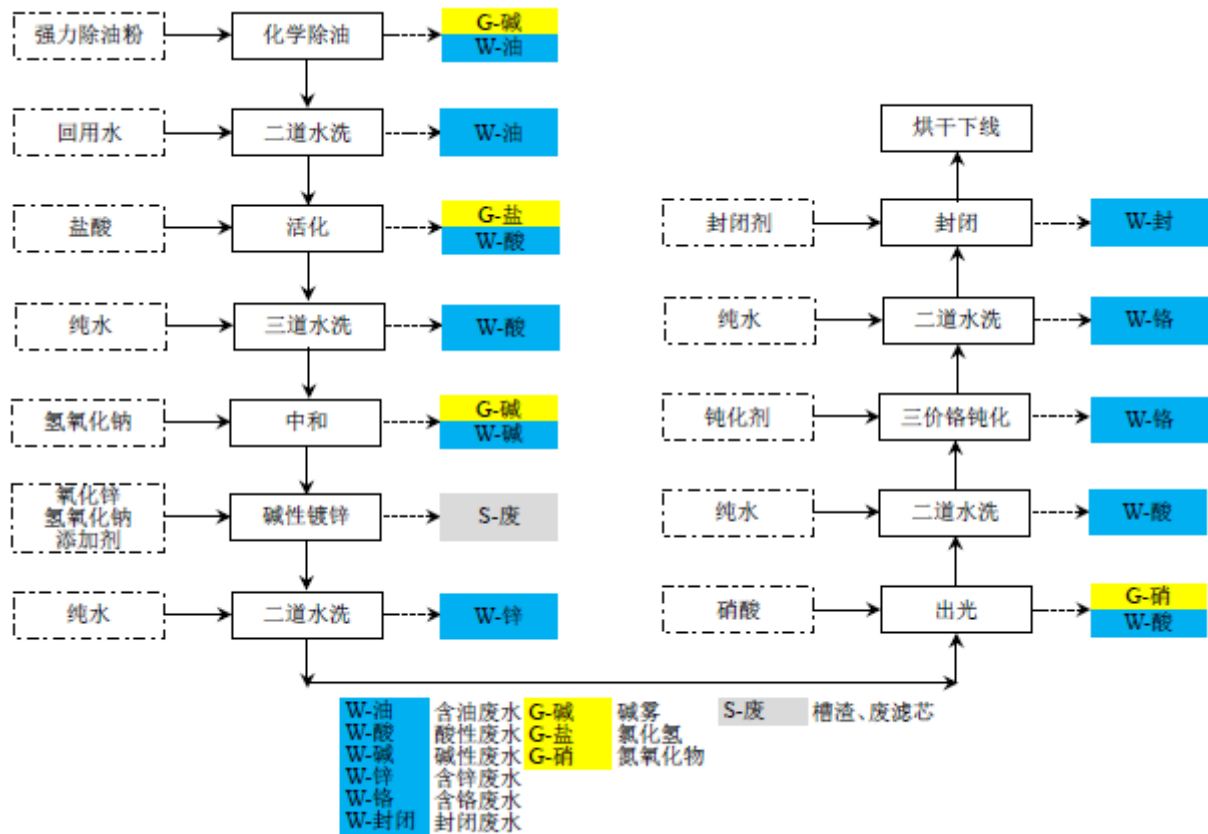 强力除油粉
化学除油
G-碱
W-油
回用水
二道水洗
W-油
盐酸
活化
G-盐
W-酸
纯水
三道水洗
W-酸
氢氧化钠
中和
G-碱
W-碱
氧化锌
氢氧化钠
添加剂
碱性镀锌
S-废
纯水
二道水洗
W-锌
烘干下线
封闭剂
封闭
W-封
纯水
二道水洗
W-铬
钝化剂
三价铬钝化
W-铬
纯水
二道水洗
W-酸
硝酸
出光
G-硝
W-酸
W-油 含油废水 G-碱 碱雾 S-废 槽渣、废滤芯
W-酸 酸性废水 G-盐 氯化氢
W-碱 碱性废水 G-硝 氮氧化物
W-锌 含锌废水
W-铬 含铬废水
W-封闭 封闭废水